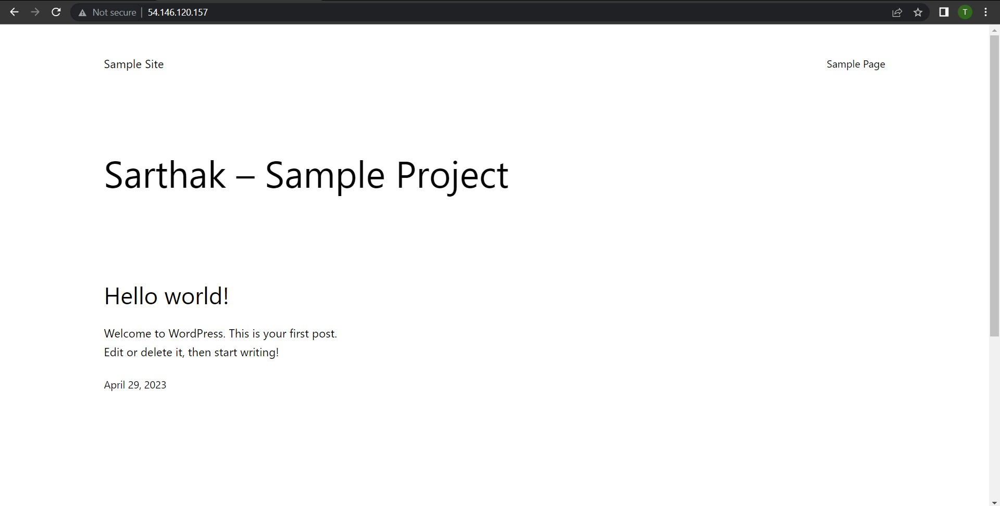 Not secure | 54.146.120.157
T
Sample Site
Sample Page
Sarthak – Sample Project
Hello world!
Welcome to WordPress. This is your first post.
Edit or delete it, then start writing!
April 29, 2023